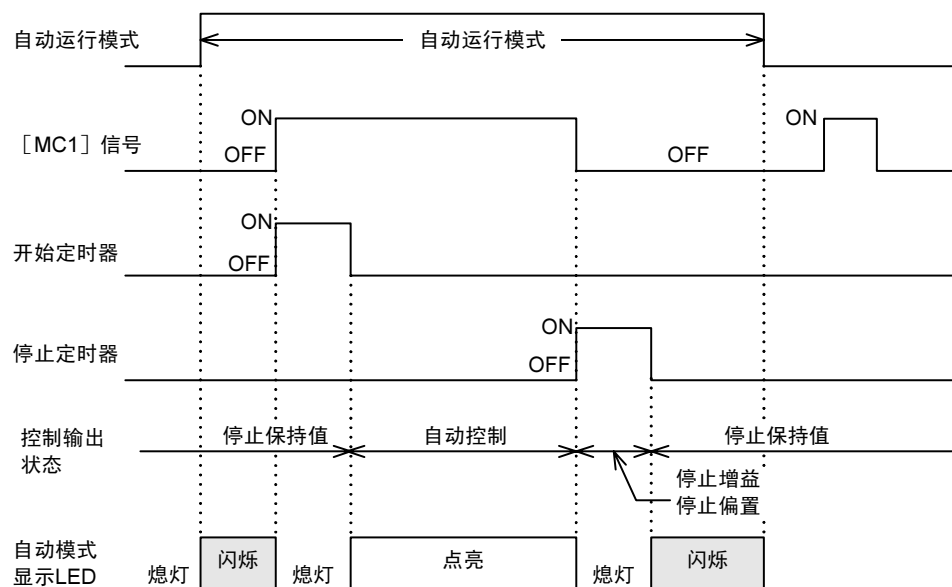 自动运行模式
自动运行模式
［MC1］信号
ON
OFF
OFF
ON
开始定时器
ON
OFF
停止定时器
ON
OFF
控制输出
状态
停止保持值
自动控制
停止保持值
停止增益
停止偏置
自动模式
显示LED
熄灯
闪烁
熄灯
点亮
熄灯
闪烁